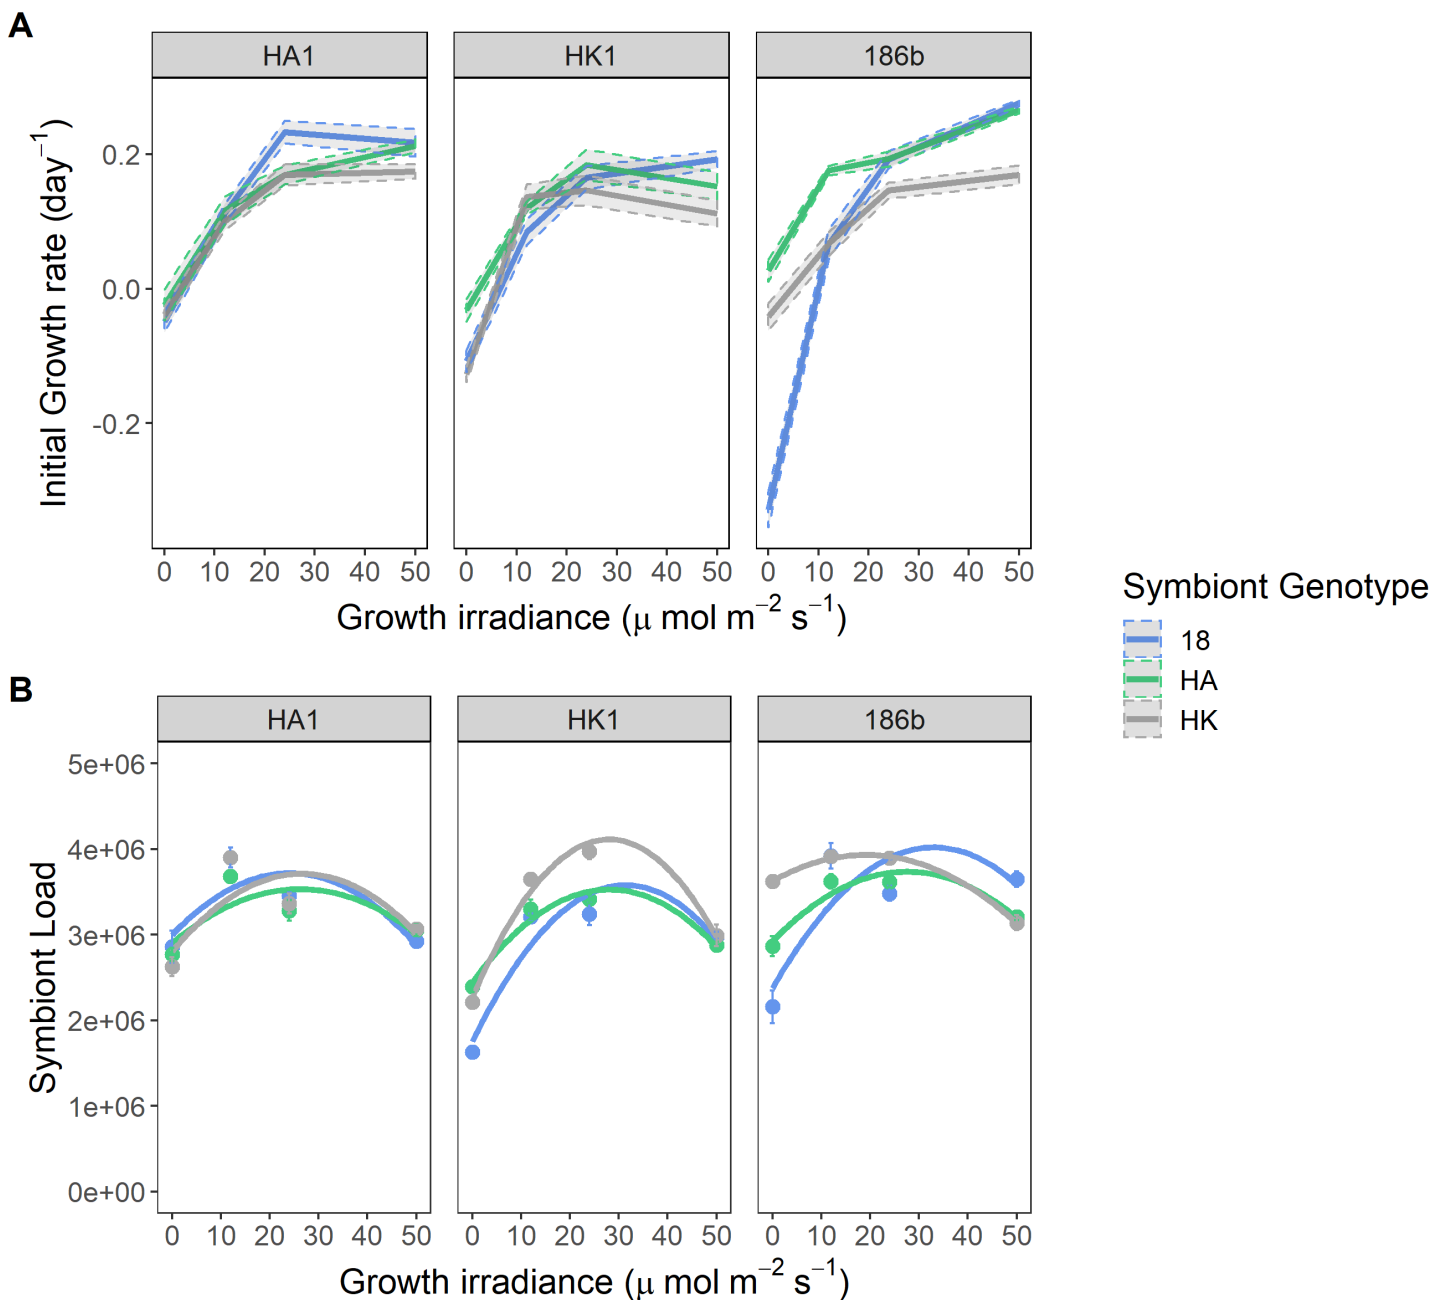 A
HA1 HK1 186b
Initial Growth rate (day−1)
0.2
0.0
-0.2
0 10 20 30 40 50 0 10 20 30 40 50 0 10 20 30 40 50
Growth irradiance (μ mol m−2 s−1)
Symbiont Genotype
18
HA
HK
B
HA1 HK1 186b
Symbiont Load
5e+06
4e+06
3e+06
2e+06
1e+06
0e+00
0 10 20 30 40 50 0 10 20 30 40 50 0 10 20 30 40 50
Growth irradiance (μ mol m−2 s−1)